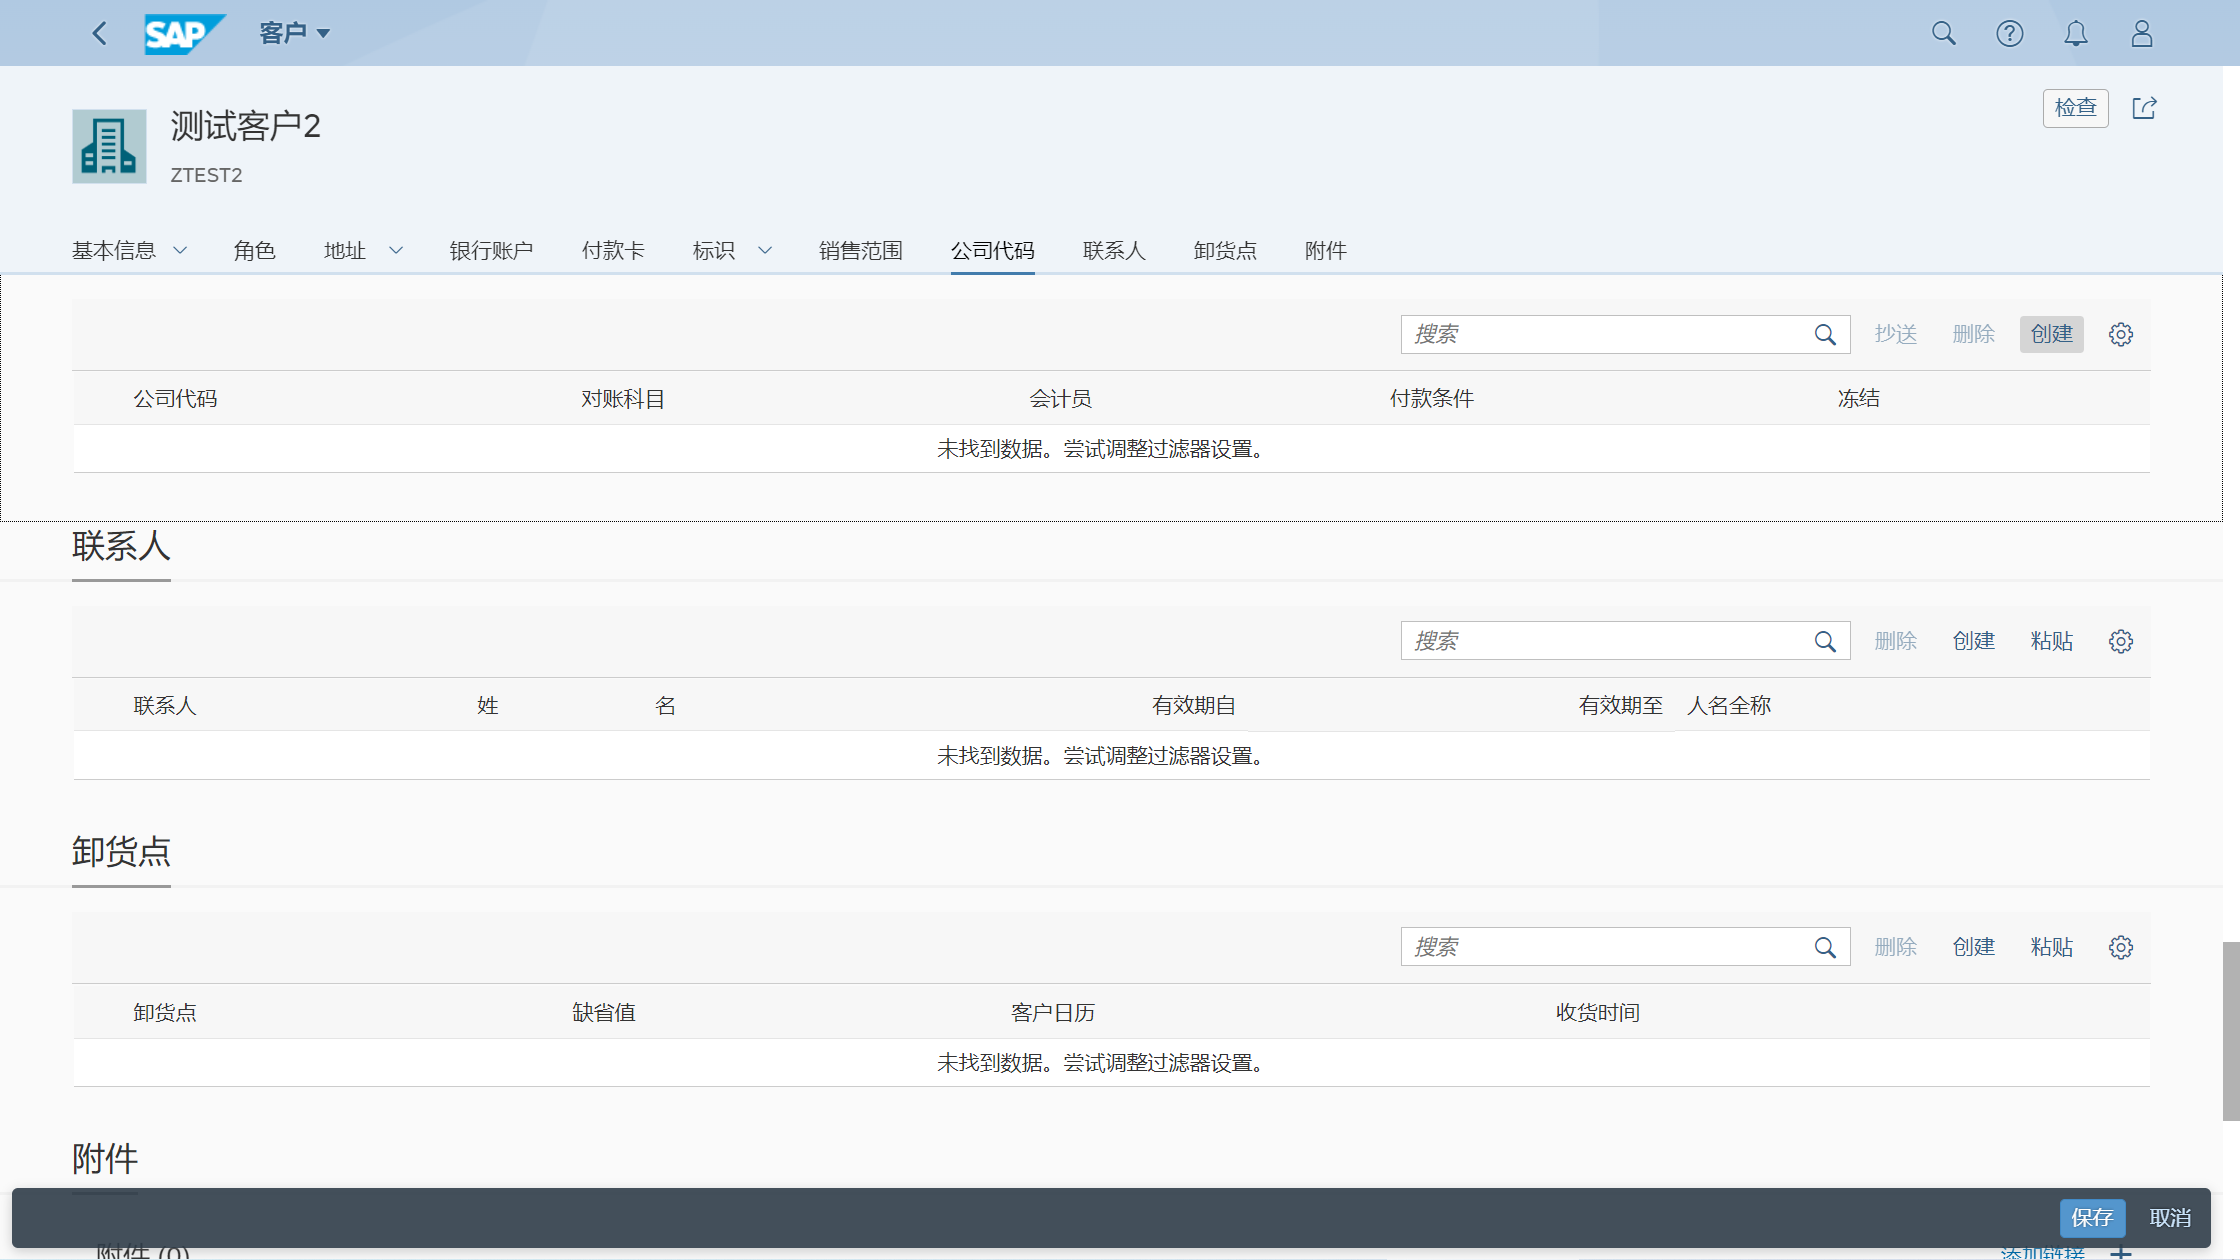 SAP 客户
测试客户2
ZTEST2
检查
基本信息 角色 地址 银行账户 付款卡 标识 销售范围 公司代码 联系人 卸货点 附件
搜索 抄送 删除 创建
公司代码 对账科目 会计员 付款条件 冻结
未找到数据。尝试调整过滤器设置。
联系人
搜索 删除 创建 粘贴
联系人 姓 名 有效期自 有效期至 人名全称
未找到数据。尝试调整过滤器设置。
卸货点
搜索 删除 创建 粘贴
卸货点 缺省值 客户日历 收货时间
未找到数据。尝试调整过滤器设置。
附件
保存 取消
附件 (0) 添加链接